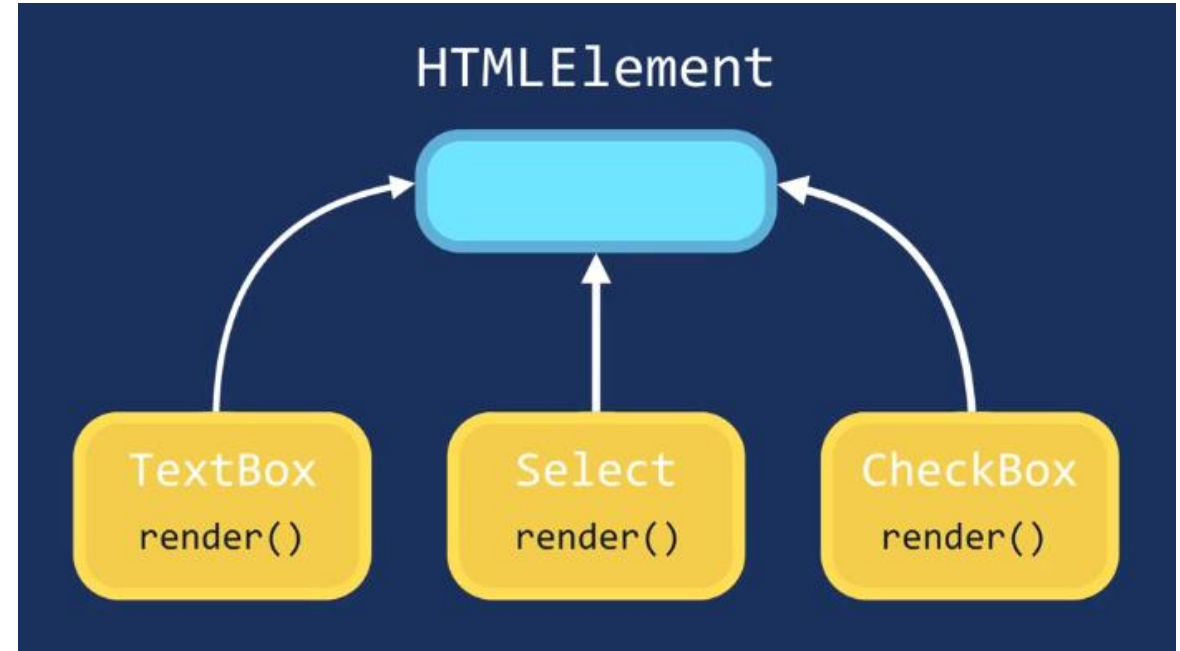 HTMLElement
TextBox
render()
Select
render()
CheckBox
render()